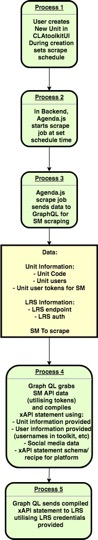 Process 1
User creates
New Unit in
CLAtoolkitUI
During creation
sets scrape
schedule
Process 2
in Backend,
Agenda.js
starts scrape
job at set
schedule time
Process 3
Agenda.js
scrape job
sends data to
GraphQL for
SM scraping
Data:
Unit Information:
- Unit Code
- Unit users
- Unit user tokens for SM
LRS Information:
- LRS endpoint
- LRS auth
SM To scrape
Process 4
Graph QL grabs
SM API data
(utilising tokens)
and compiles
xAPI statement using:
- Unit information provided
- User information provided
(usernames in toolkit, etc)
- Social media data
- xAPI statement schema/
recipe for platform
Process 5
Graph QL sends compiled
xAPI statement to LRS
utilising LRS credentials
provided